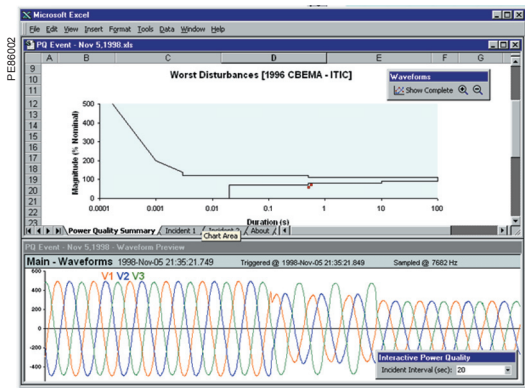 PE86002
Microsoft Excel
File Edit View Insert Format Tools Data Window Help
PQ Event - Nov 5,1998.xls
A B C D E F G
9
10
11
12
13
14
15
16
17
18
19
20
21
22
23
Worst Disturbances [1996 CBEMA - ITIC]
Waveforms
Show Complete
Magnitude (% Nominal)
500
400
300
200
100
0
0.0001 0.001 0.01 0.1 1 10 100
Duration (s)
Power Quality Summary Incident 1 About
Chart Area
PQ Event - Nov 5,1998 - Waveform Preview
Main - Waveforms 1998-Nov-05 21:35:21.749 Triggered @ 1998-Nov-05 21:35:21.849 Sampled @ 7682 Hz
V1 V2 V3
600
400
200
0
-200
-400
Interactive Power Quality
Incident Interval (sec): 20